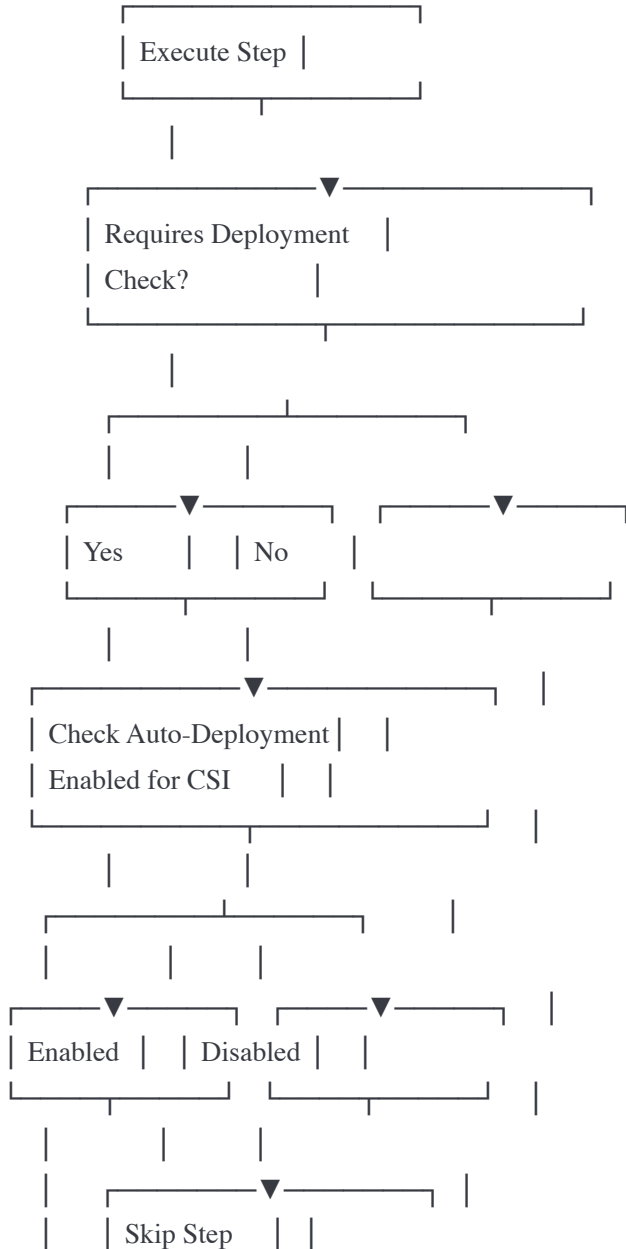 Execute Step
Requires Deployment
Check?
Yes No
Check Auto-Deployment
Enabled for CSI
Enabled Disabled
Skip Step